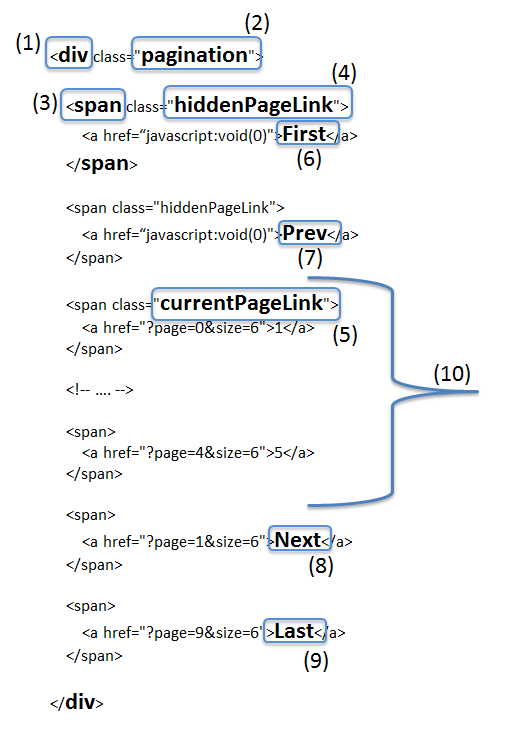 (2)
(1) <div class="pagination">
(4)
(3) <span class="hiddenPageLink">
<a href=“javascript:void(0)">First</a>
</span> (6)
<span class="hiddenPageLink">
<a href=“javascript:void(0)">Prev</a>
</span> (7)
<span class="currentPageLink">
<a href="?page=0&size=6">1</a> (5)
</span>
(10)
<!-- .... -->
<span>
<a href="?page=4&size=6">5</a>
</span>
<span>
<a href="?page=1&size=6">Next</a>
</span> (8)
<span>
<a href="?page=9&size=6">Last</a>
</span> (9)
</div>